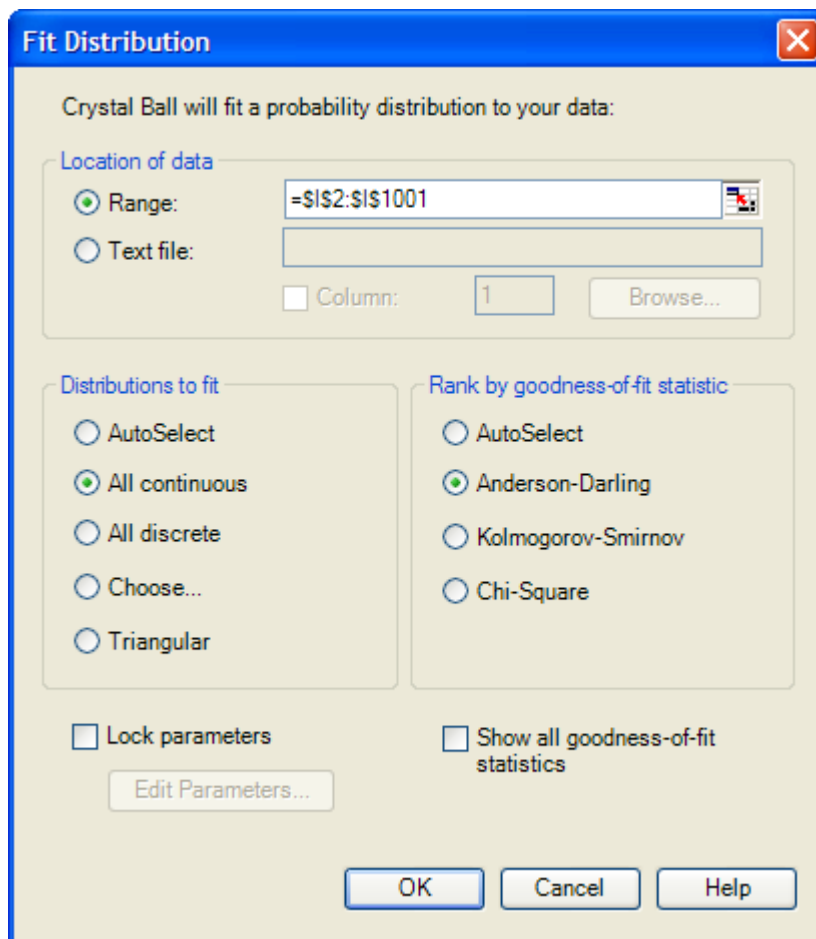 Fit Distribution
Crystal Ball will fit a probability distribution to your data:
Location of data
Range:
=$I$2:$I$1001
Text file:
Column:
1
Browse...
Distributions to fit
AutoSelect
All continuous
All discrete
Choose...
Triangular
Rank by goodness-of-fit statistic
AutoSelect
Anderson-Darling
Kolmogorov-Smirnov
Chi-Square
Lock parameters
Edit Parameters...
Show all goodness-of-fit
statistics
OK
Cancel
Help